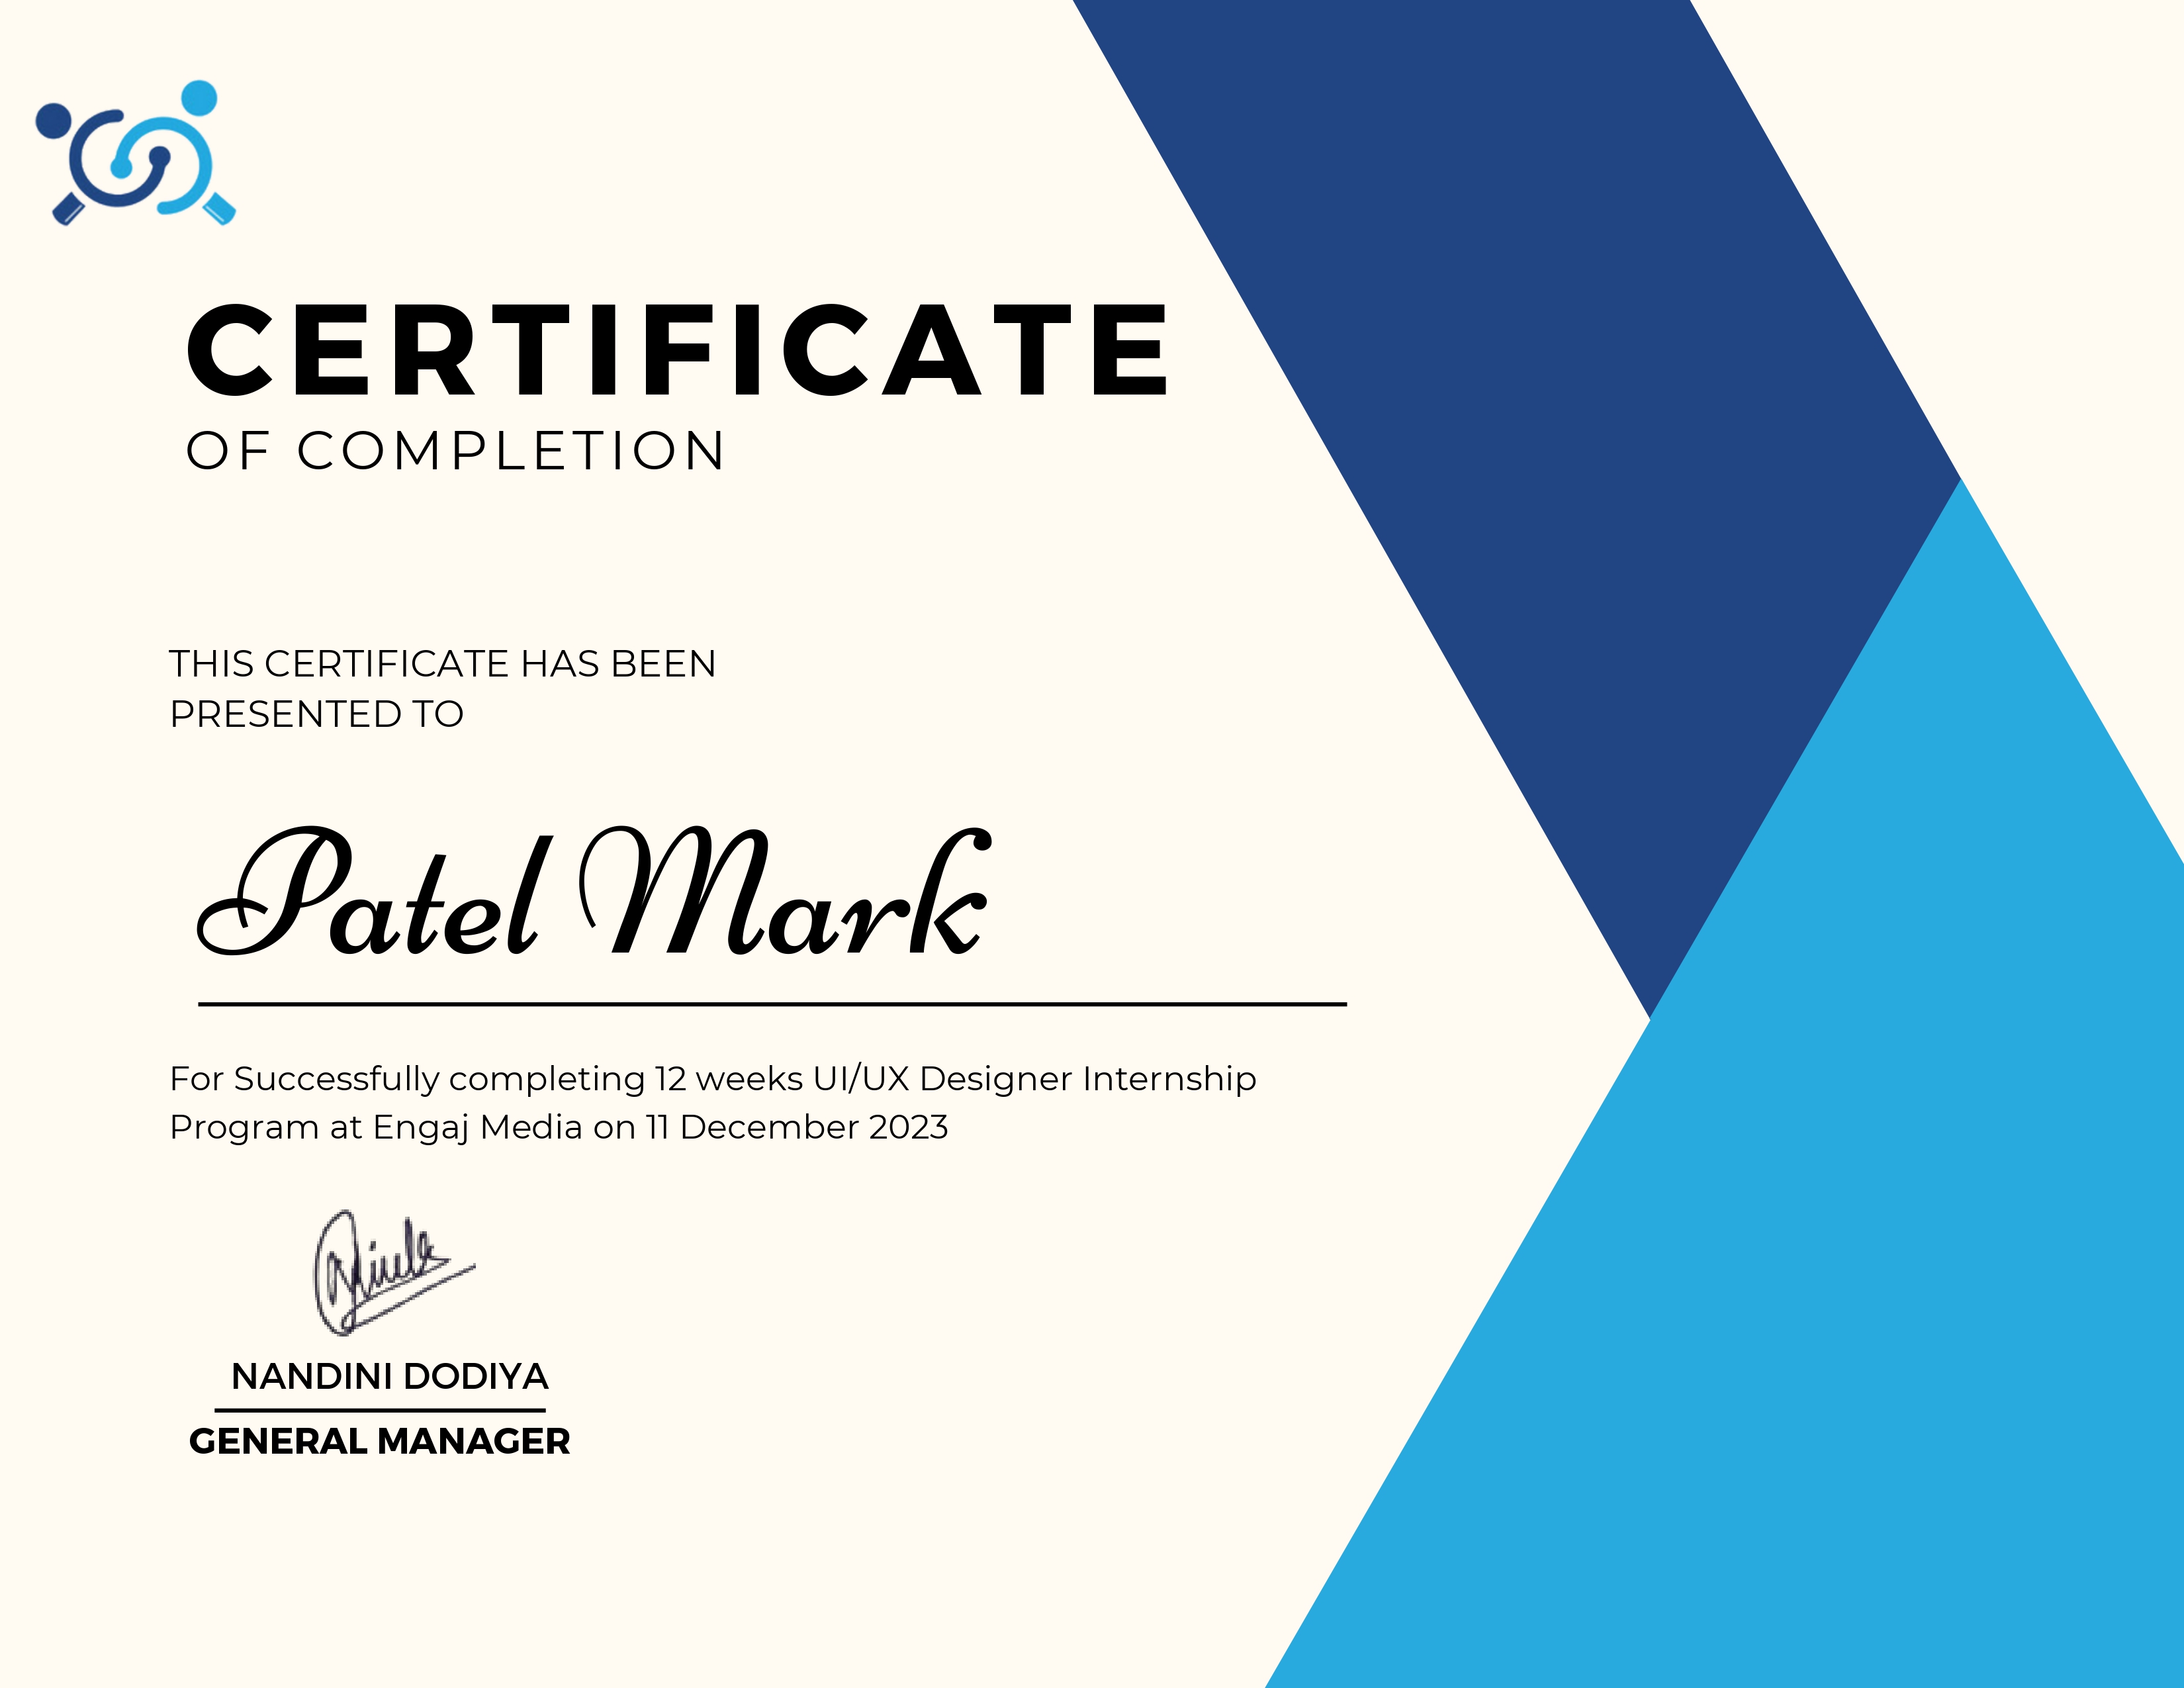 CERTIFICATE
OF COMPLETION
THIS CERTIFICATE HAS BEEN
PRESENTED TO
Patel Mark
For Successfully completing 12 weeks UI/UX Designer Internship
Program at Engaj Media on 11 December 2023
NANDINI DODIYA
GENERAL MANAGER